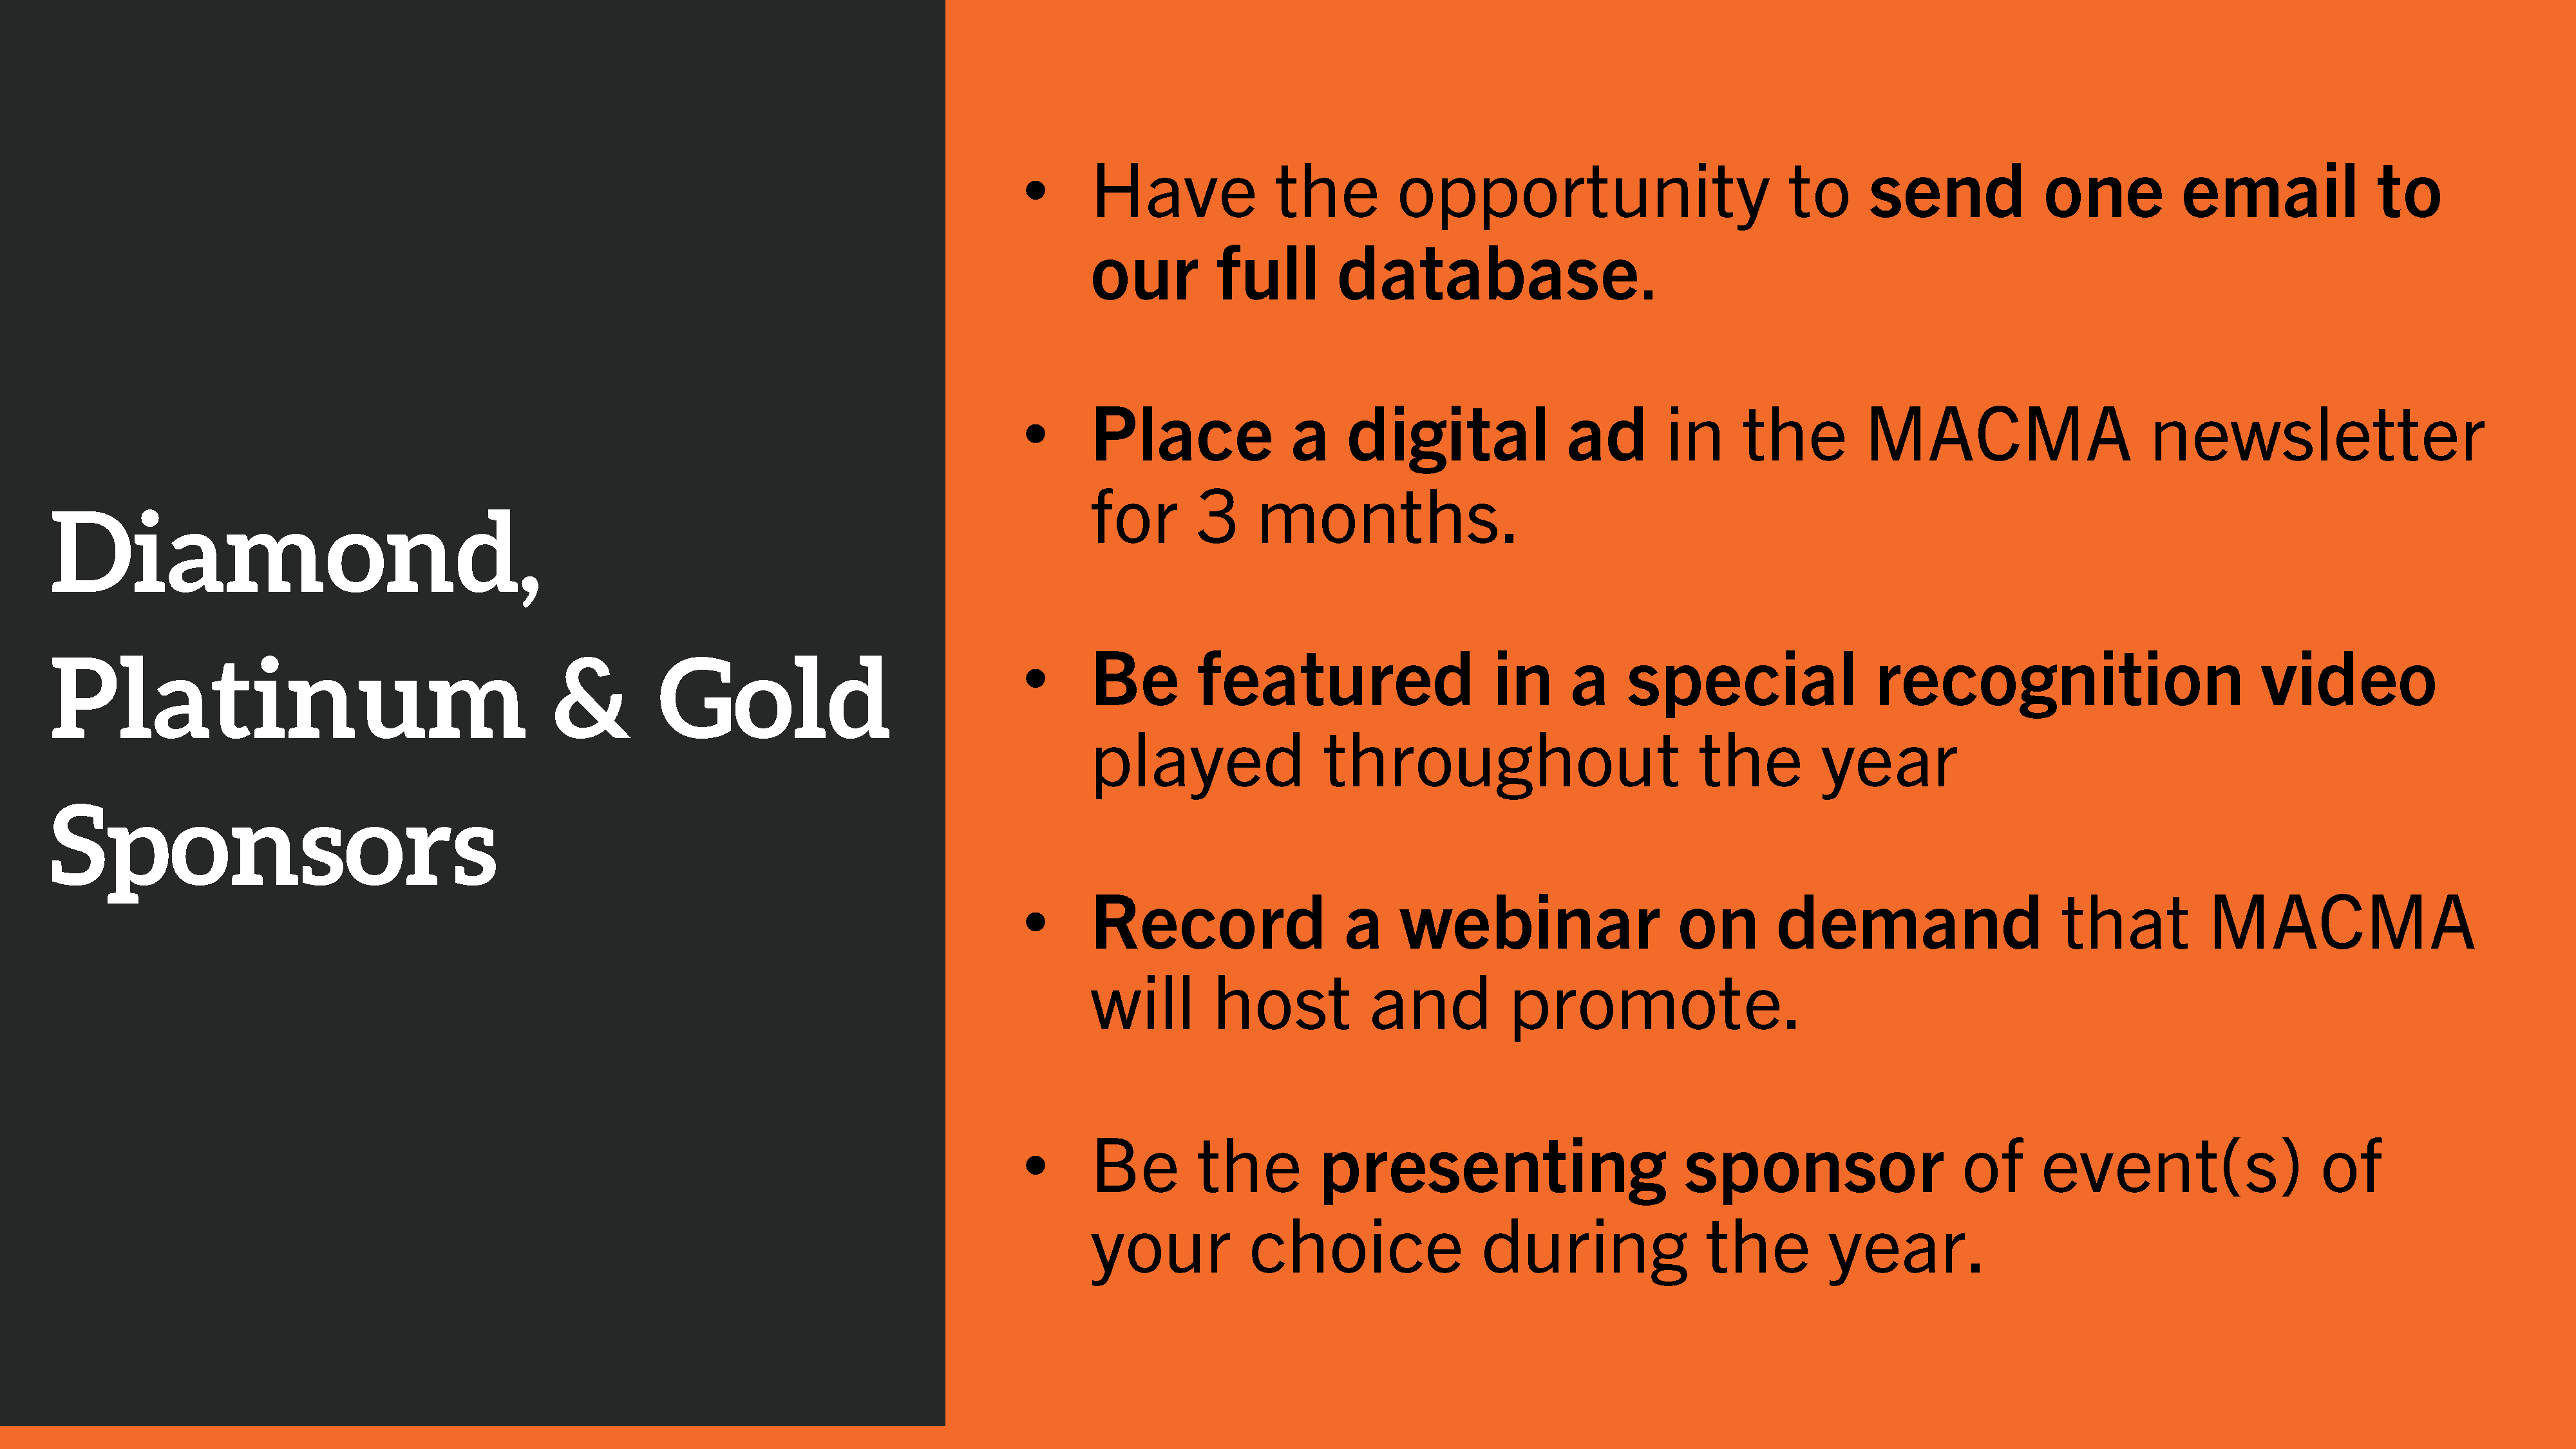 Diamond,
Platinum & Gold
Sponsors
• Have the opportunity to send one email to
our full database.
• Place a digital ad in the MACMA newsletter
for 3 months.
• Be featured in a special recognition video
played throughout the year
• Record a webinar on demand that MACMA
will host and promote.
• Be the presenting sponsor of event(s) of
your choice during the year.